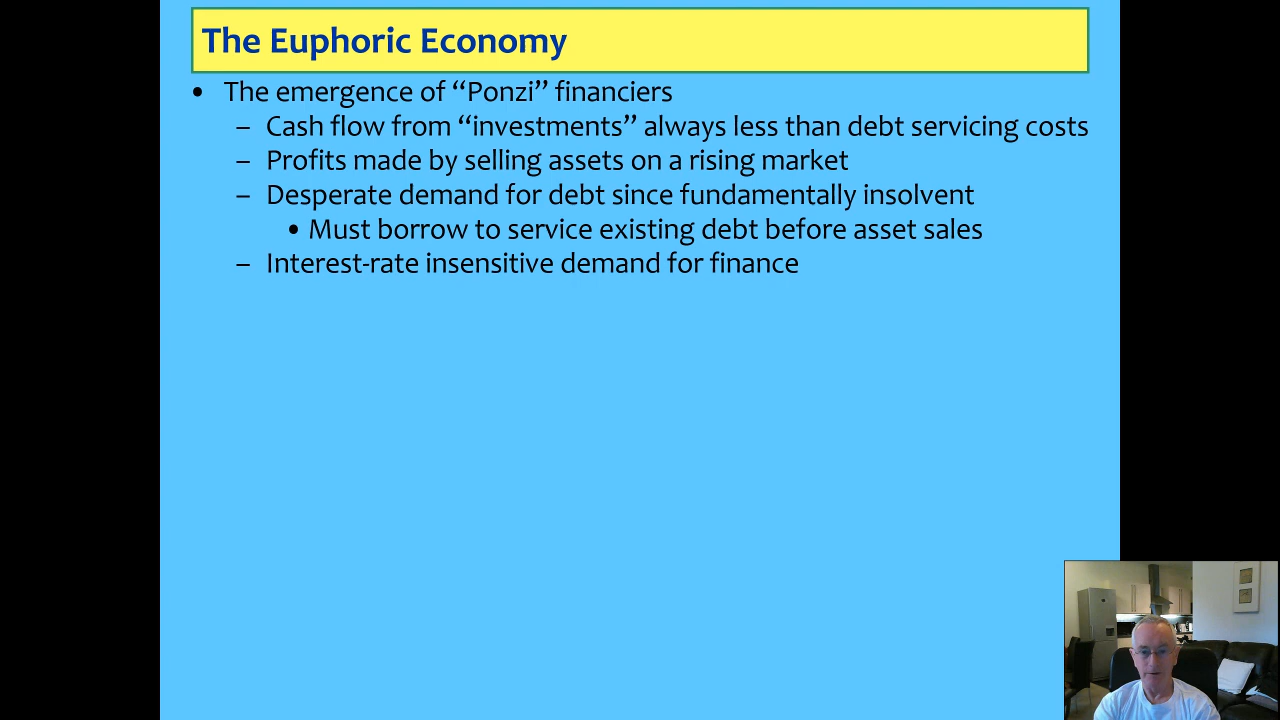 The Euphoric Economy
• The emergence of “Ponzi” financiers
– Cash flow from “investments” always less than debt servicing costs
– Profits made by selling assets on a rising market
– Desperate demand for debt since fundamentally insolvent
• Must borrow to service existing debt before asset sales
– Interest-rate insensitive demand for finance